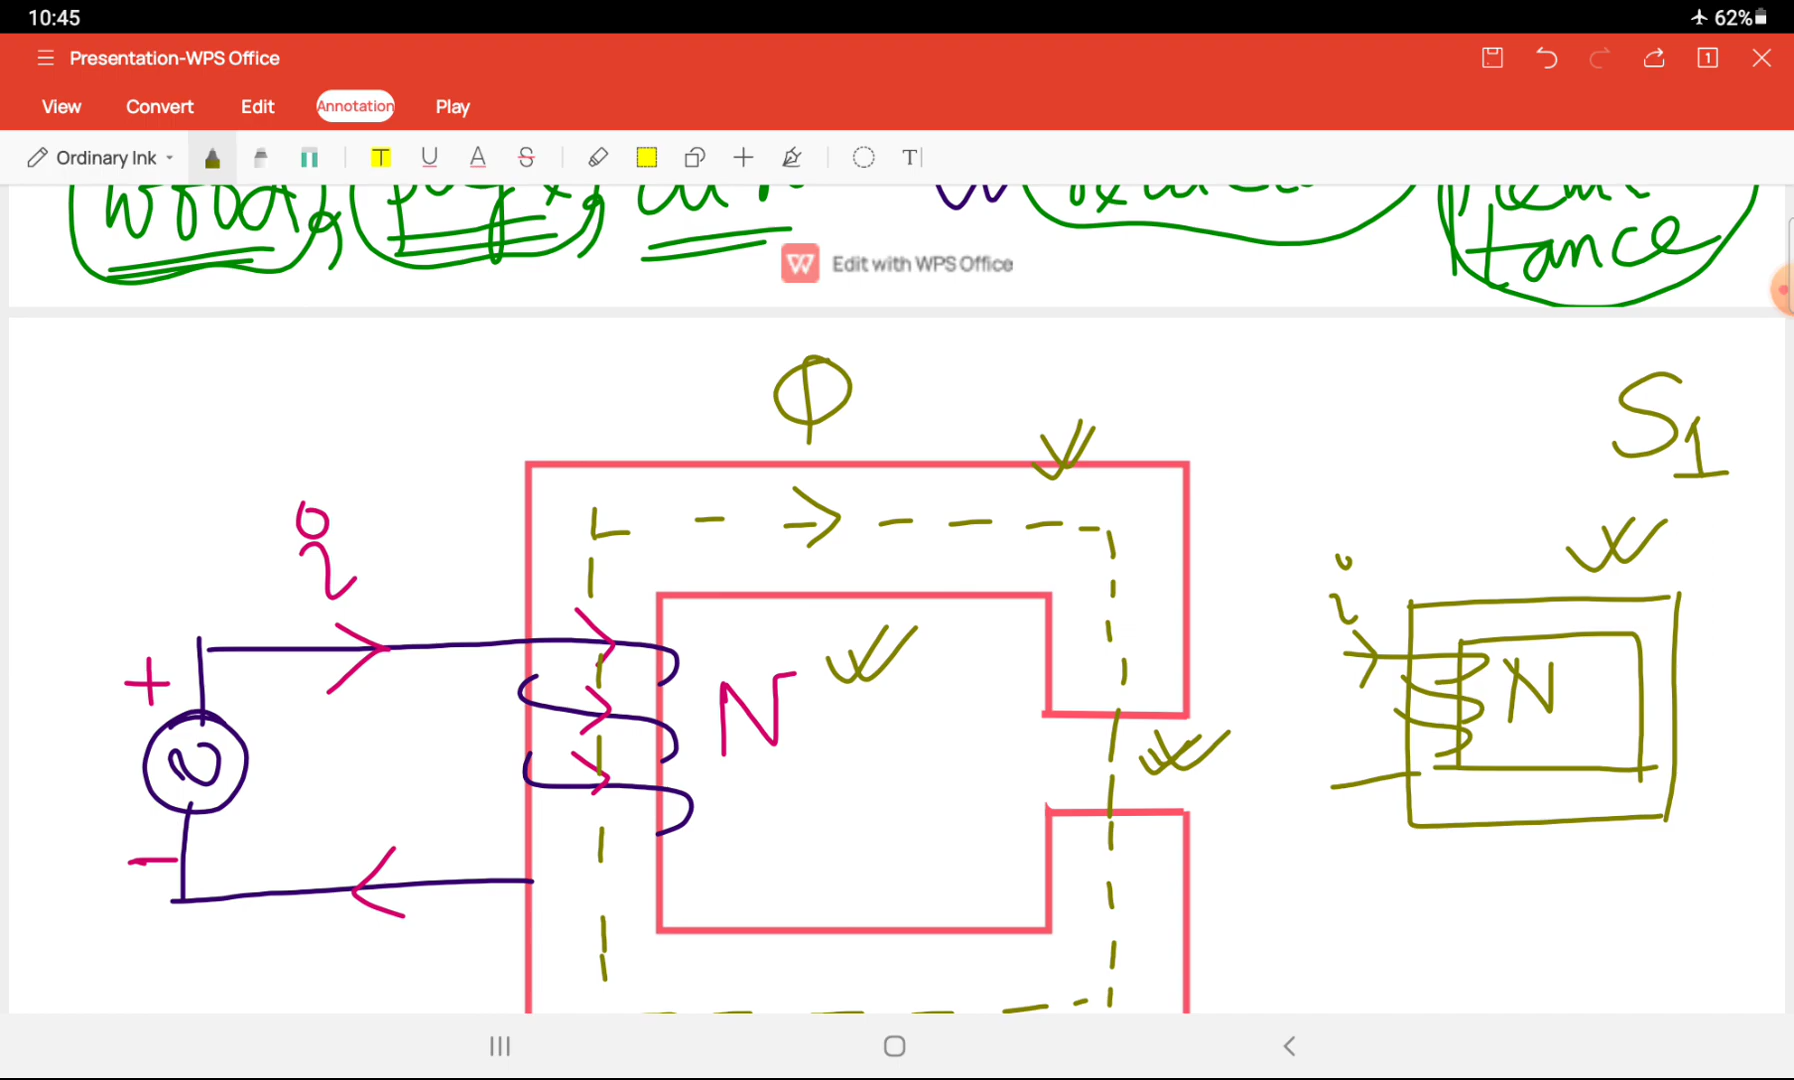 10:45
62%
Presentation-WPS Office
1
View Convert Edit Annotation Play
Ordinary Ink T U A S T
tance
Edit with WPS Office
Φ
S1
i
i
+
N
N
−